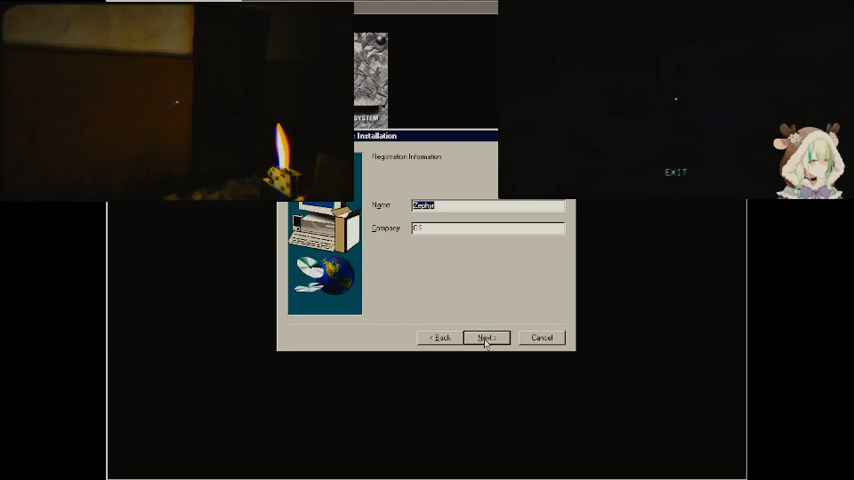 SYSTEM
Installation
Registration Information
EXIT
Name: Zephyr
Company:
< Back Next > Cancel